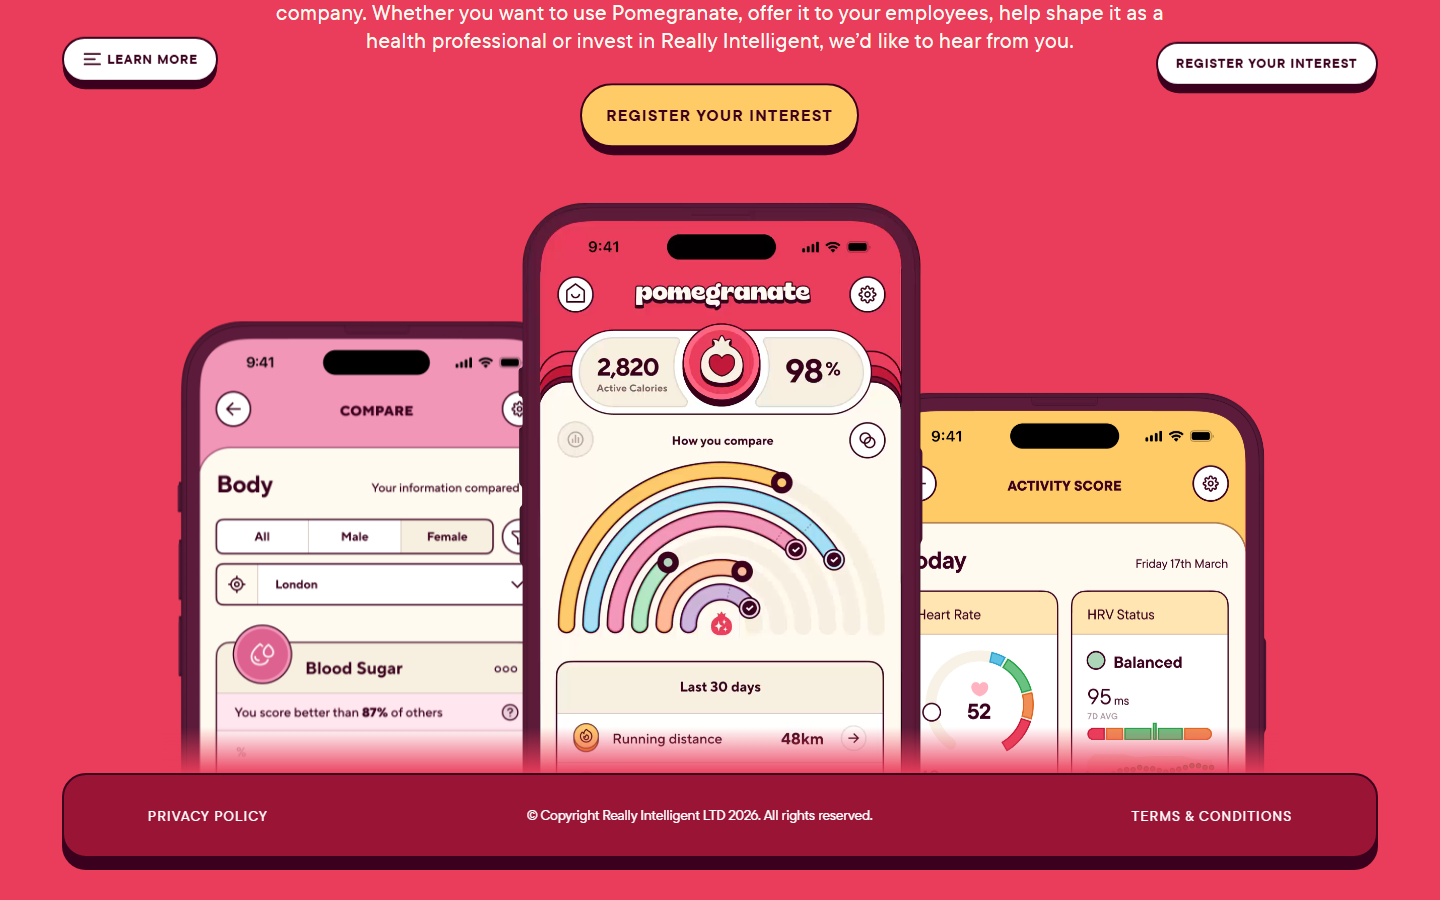 company. Whether you want to use Pomegranate, offer it to your employees, help shape it as a
health professional or invest in Really Intelligent, we'd like to hear from you.
LEARN MORE
REGISTER YOUR INTEREST
REGISTER YOUR INTEREST
9:41
pomegranate
2,820
Active Calories
98%
How you compare
Last 30 days
Running distance
48km
9:41
COMPARE
Body
Your information compared
All
Male
Female
London
Blood Sugar
You score better than 87% of others
%
9:41
ACTIVITY SCORE
oday
Friday 17th March
Heart Rate
52
HRV Status
Balanced
95 ms
7D AVG
PRIVACY POLICY
© Copyright Really Intelligent LTD 2026. All rights reserved.
TERMS & CONDITIONS